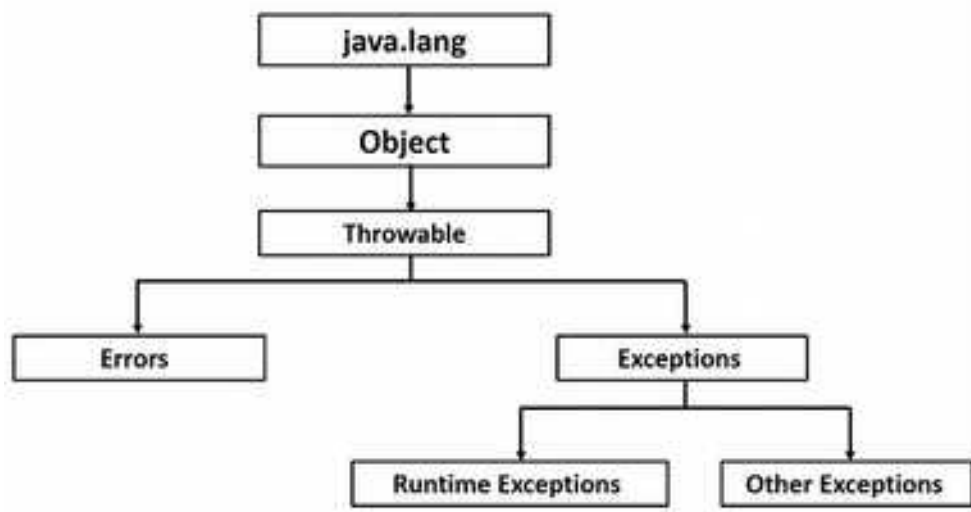 java.lang
Object
Throwable
Errors
Exceptions
Runtime Exceptions
Other Exceptions